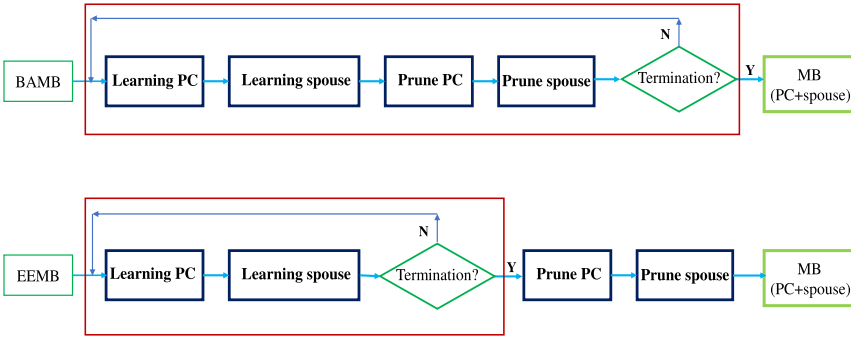 N
BAMB
Learning PC
Learning spouse
Prune PC
Prune spouse
Termination?
Y
MB
(PC+spouse)
N
EEMB
Learning PC
Learning spouse
Termination?
Y
Prune PC
Prune spouse
MB
(PC+spouse)